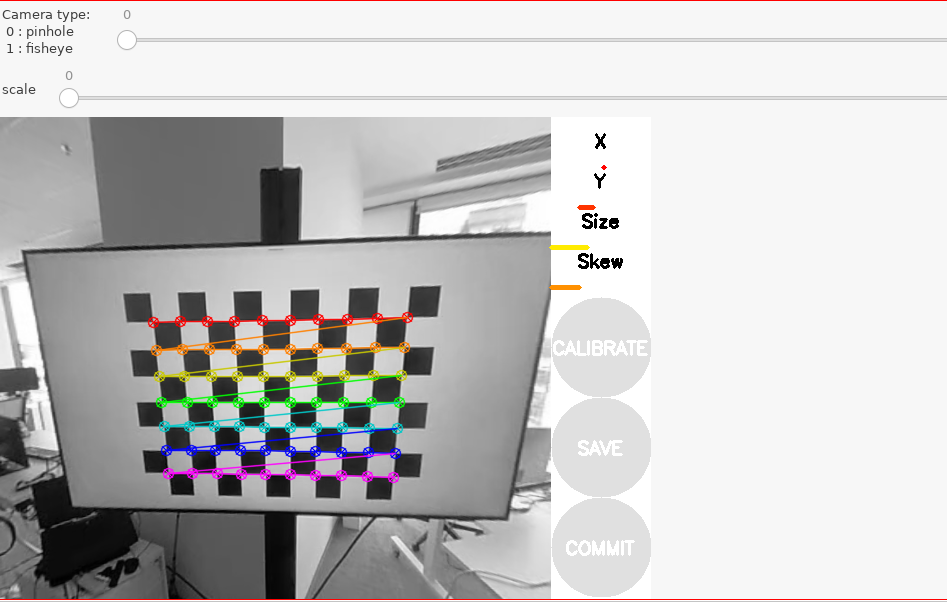 Camera type:
0 : pinhole
1 : fisheye
0
scale
0
X
Y
Size
Skew
CALIBRATE
SAVE
COMMIT